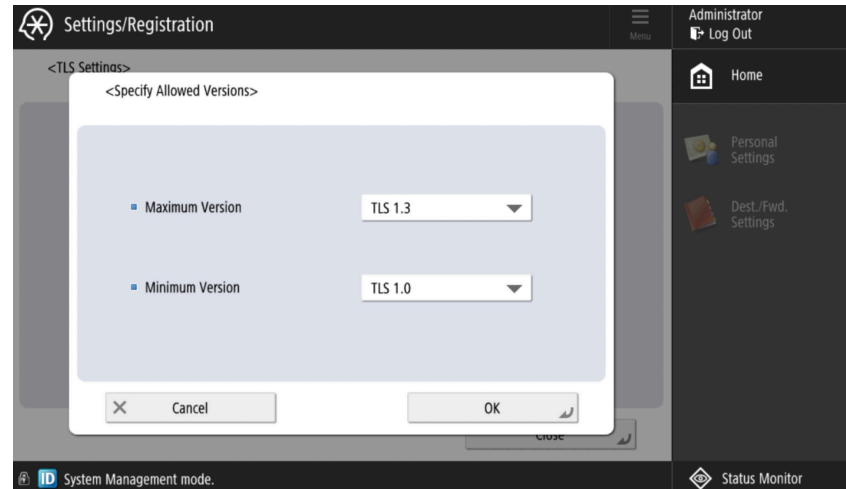 Settings/Registration
Menu
Administrator
Log Out
<TLS Settings>
<Specify Allowed Versions>
Home
Personal
Settings
Dest./Fwd.
Settings
Maximum Version
TLS 1.3
Minimum Version
TLS 1.0
Cancel
OK
Close
ID System Management mode.
Status Monitor